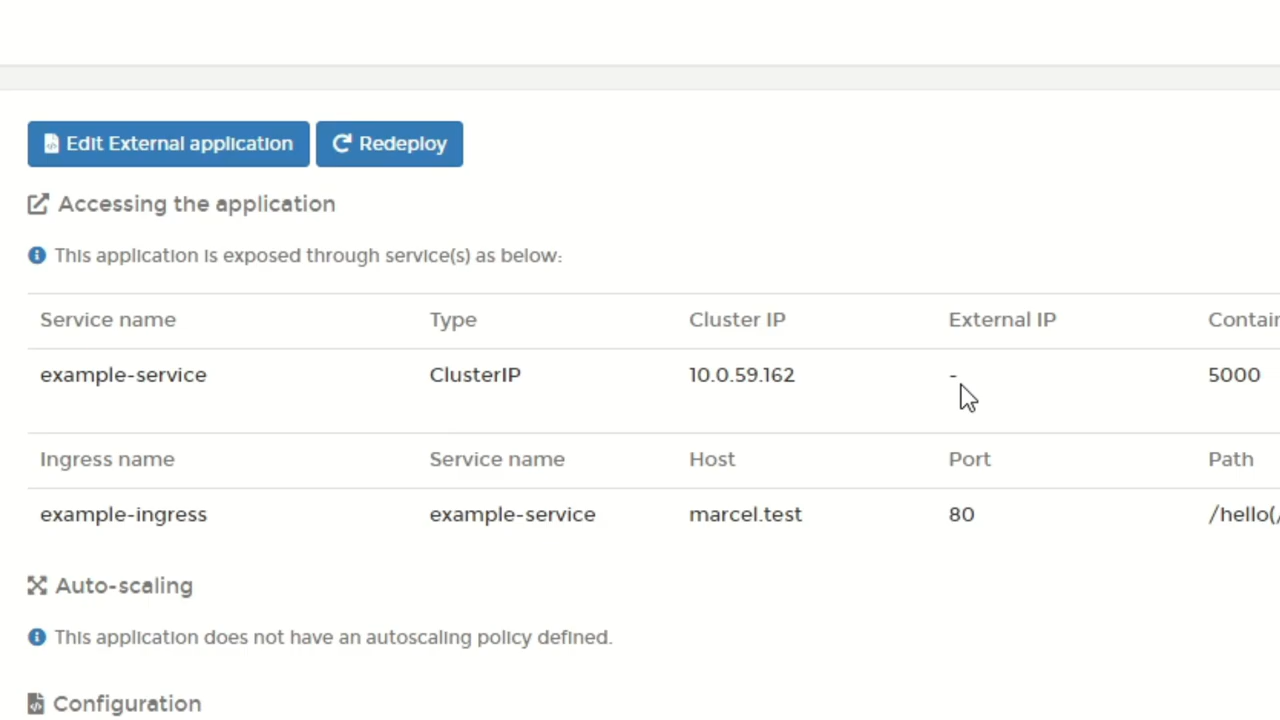 Edit External application Redeploy
Accessing the application
This application is exposed through service(s) as below:
Service name Type Cluster IP External IP
example-service ClusterIP 10.0.59.162 - 5000
Ingress name Service name Host Port Path
example-ingress example-service marcel.test 80 /hello(/
Auto-scaling
This application does not have an autoscaling policy defined.
Configuration